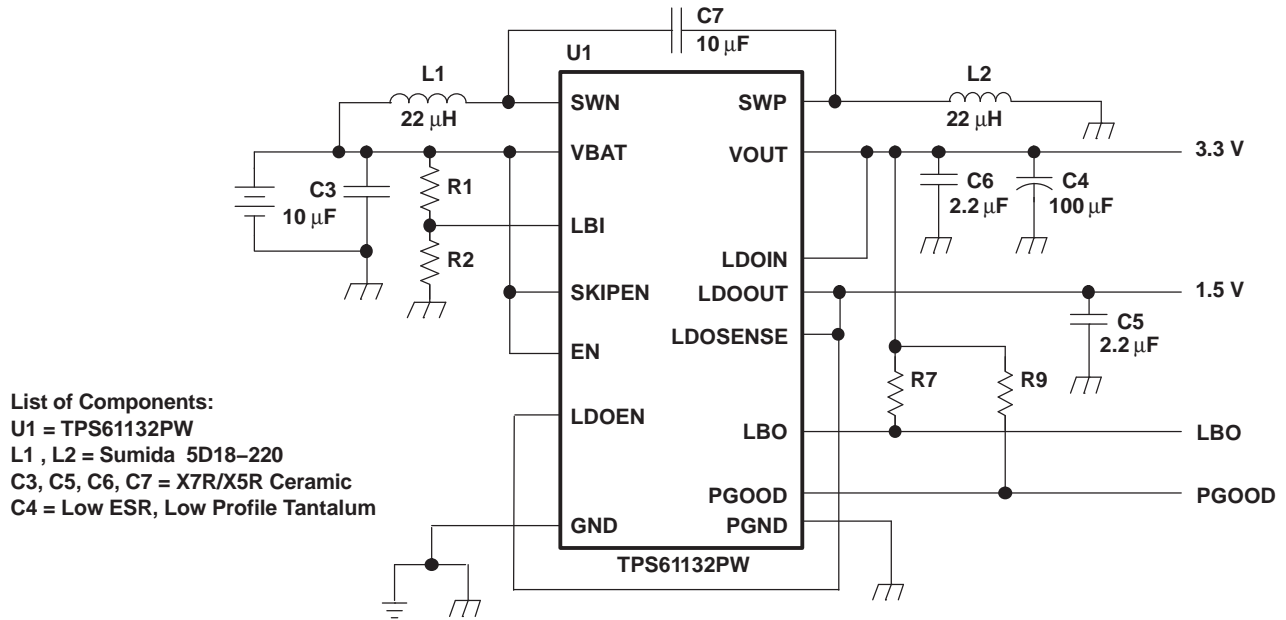 C7
10 μF
U1
L1
22 μH
L2
22 μH
SWN
SWP
VBAT
VOUT
3.3 V
C3
10 μF
R1
C6
2.2 μF
C4
100 μF
LBI
R2
LDOIN
SKIPEN
LDOOUT
1.5 V
LDOSENSE
C5
2.2 μF
EN
R7
R9
List of Components:
U1 = TPS61132PW
L1 , L2 = Sumida 5D18–220
C3, C5, C6, C7 = X7R/X5R Ceramic
C4 = Low ESR, Low Profile Tantalum
LDOEN
LBO
LBO
PGOOD
PGOOD
GND
PGND
TPS61132PW